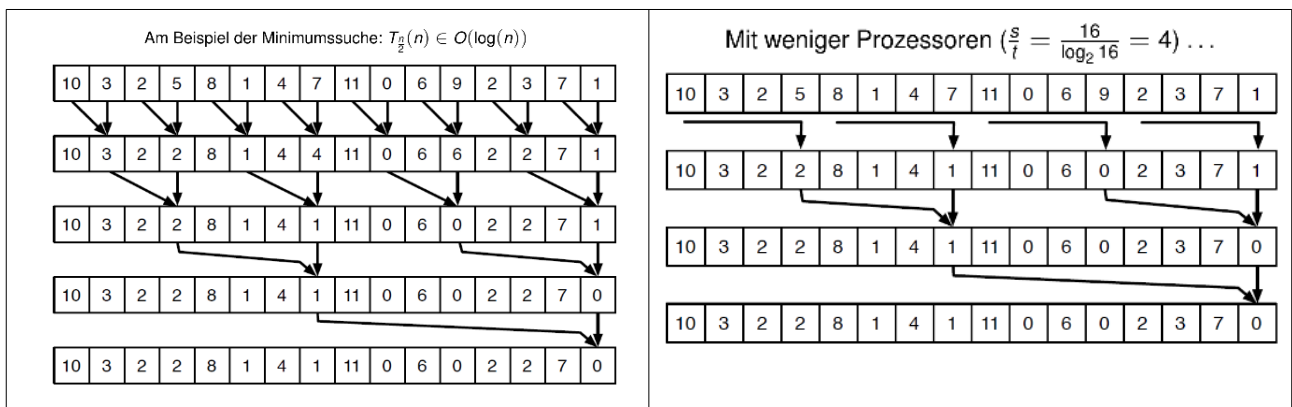 Am Beispiel der Minimumssuche: T_{n/2}(n) ∈ O(log(n))
10 3 2 5 8 1 4 7 11 0 6 9 2 3 7 1
10 3 2 2 8 1 4 4 11 0 6 6 2 2 7 1
10 3 2 2 8 1 4 1 11 0 6 0 2 2 7 1
10 3 2 2 8 1 4 1 11 0 6 0 2 2 7 0
10 3 2 2 8 1 4 1 11 0 6 0 2 2 7 0
Mit weniger Prozessoren (s/t = 16/log₂ 16 = 4) …
10 3 2 5 8 1 4 7 11 0 6 9 2 3 7 1
10 3 2 2 8 1 4 1 11 0 6 0 2 3 7 1
10 3 2 2 8 1 4 1 11 0 6 0 2 3 7 0
10 3 2 2 8 1 4 1 11 0 6 0 2 3 7 0